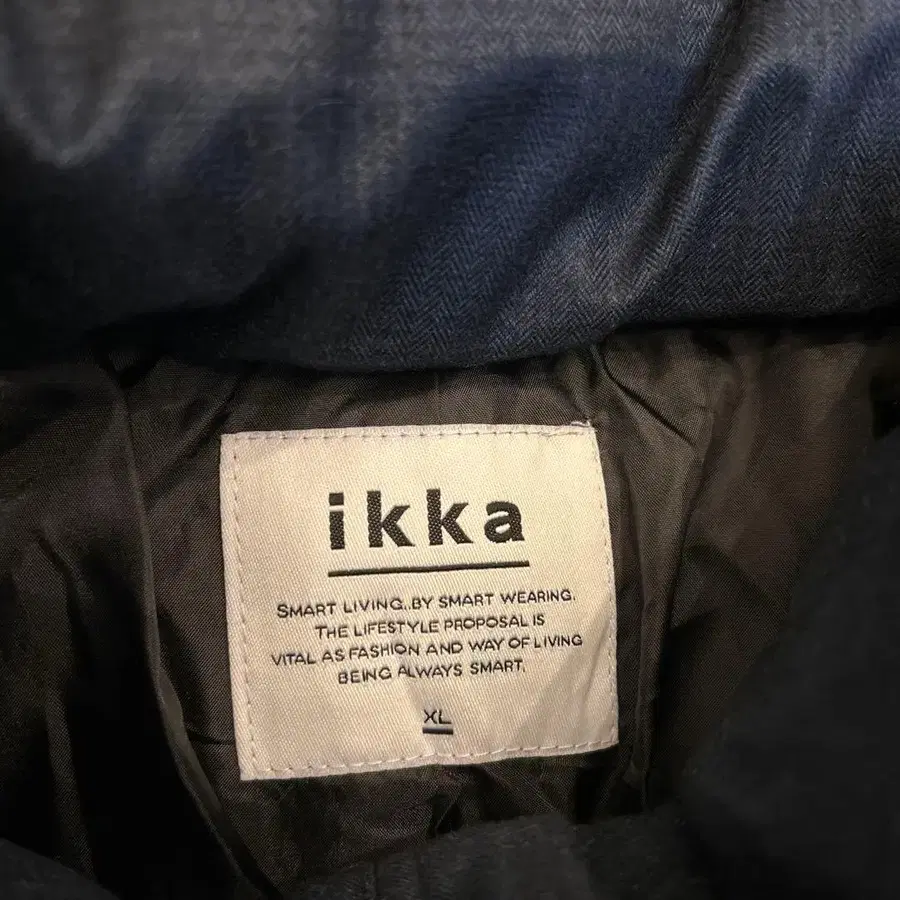 ikka
SMART LIVING..BY SMART WEARING.
THE LIFESTYLE PROPOSAL IS
VITAL AS FASHION AND WAY OF LIVING
BEING ALWAYS SMART.
XL